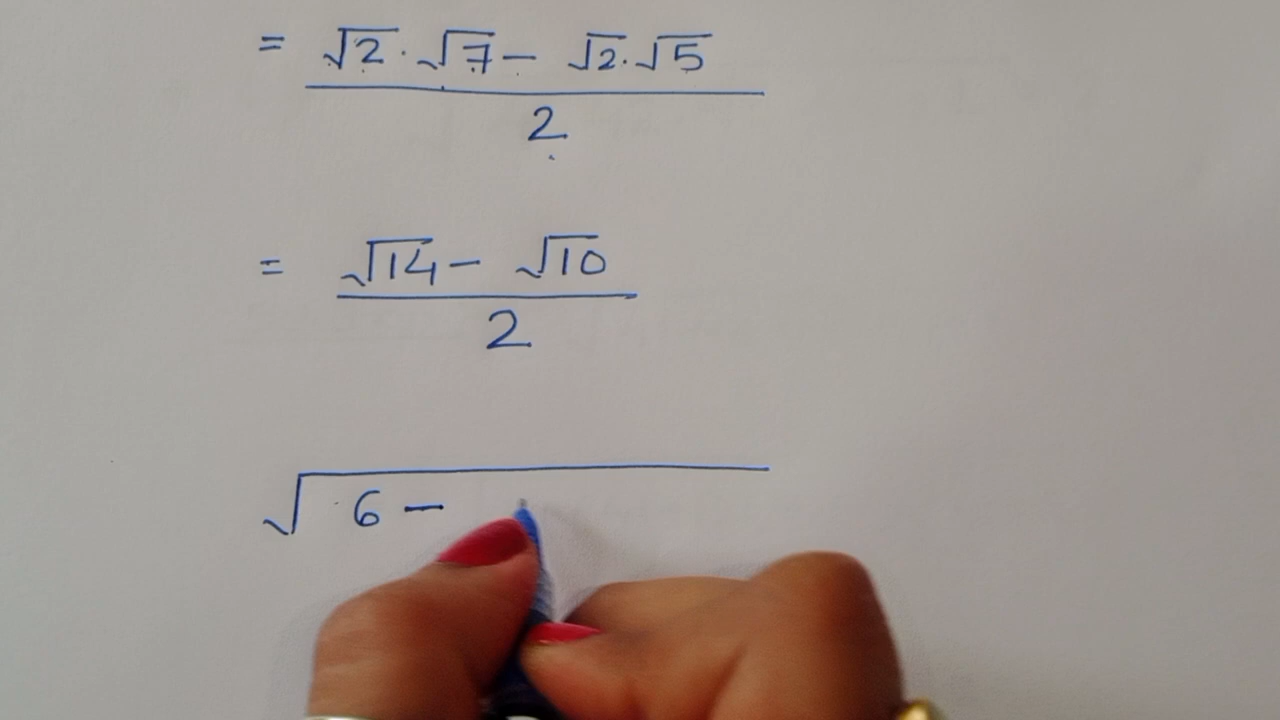 = √2 · √7 – √2 · √5
2
= √14 – √10
2
√ 6 –